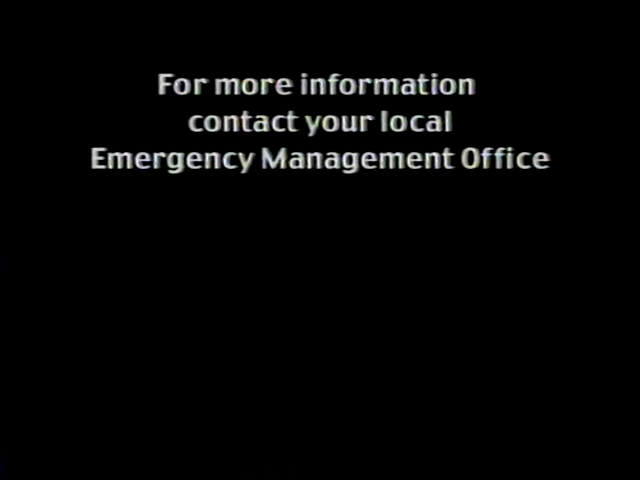 For more information
contact your local
Emergency Management Office